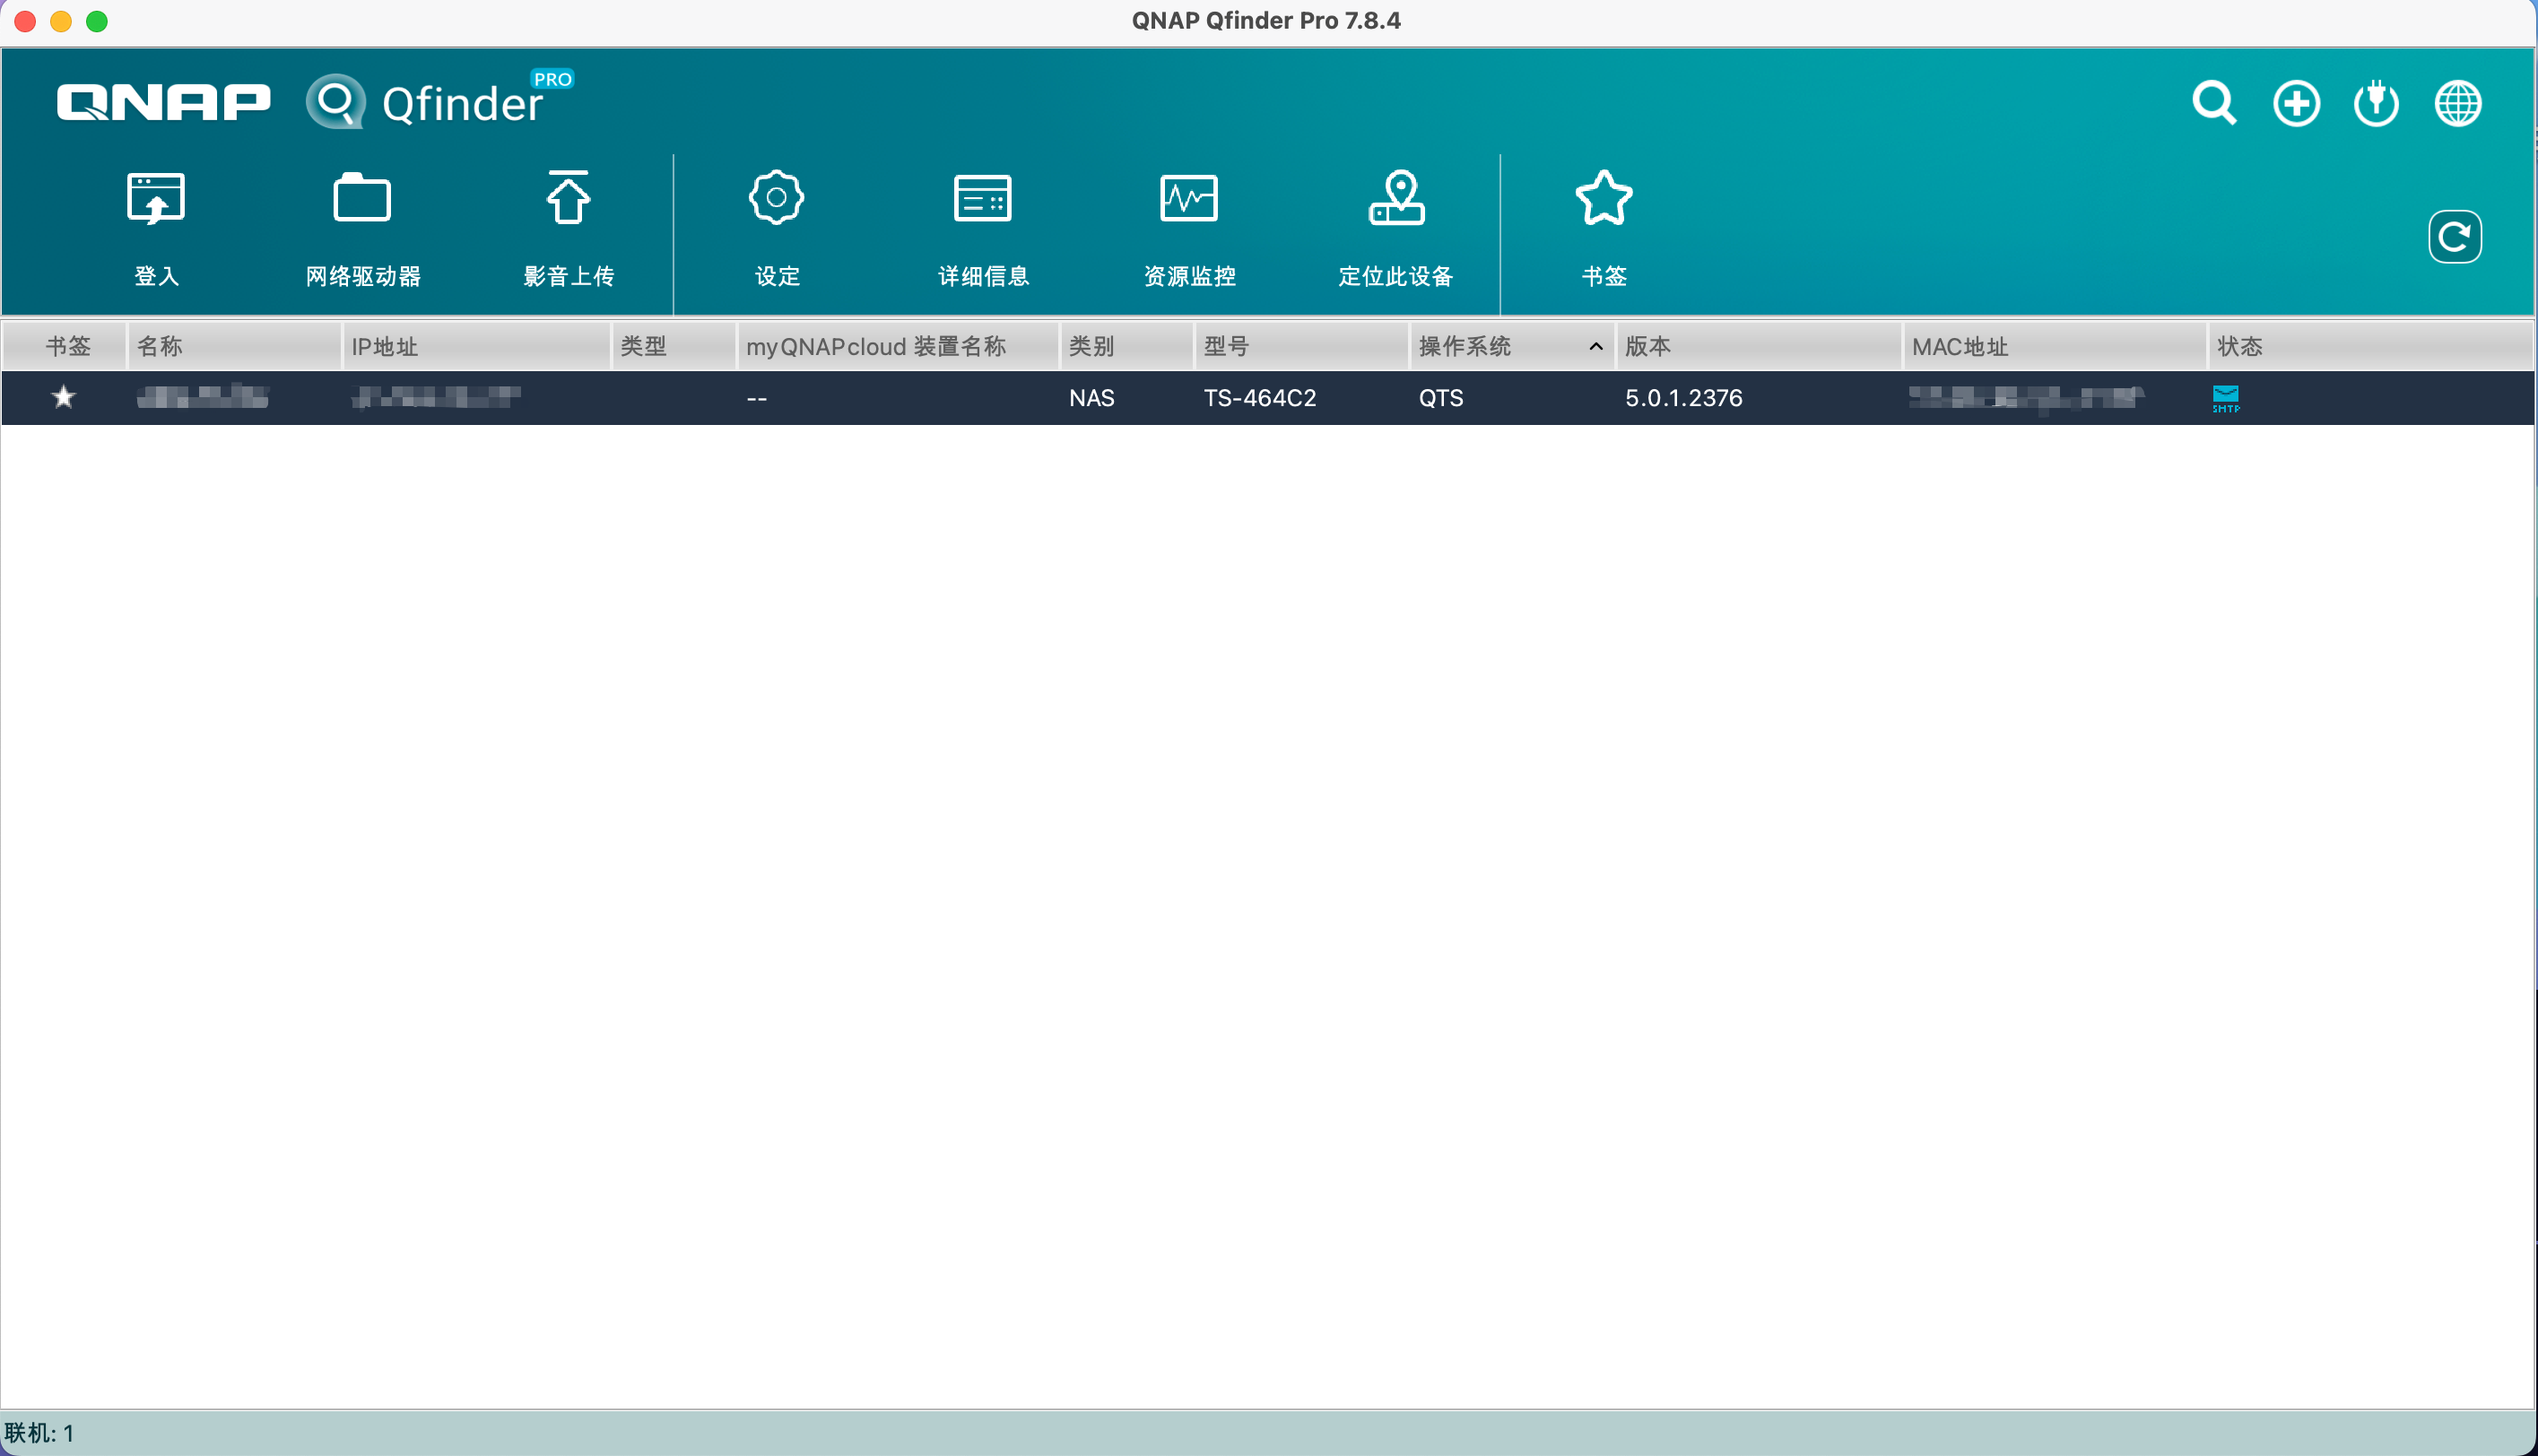 QNAP Qfinder Pro 7.8.4
QNAP Qfinder PRO
登入 网络驱动器 影音上传 设定 详细信息 资源监控 定位此设备 书签
书签 名称 IP地址 类型 myQNAPcloud 装置名称 类别 型号 操作系统 版本 MAC地址 状态
-- NAS TS-464C2 QTS 5.0.1.2376 SMTP
联机: 1